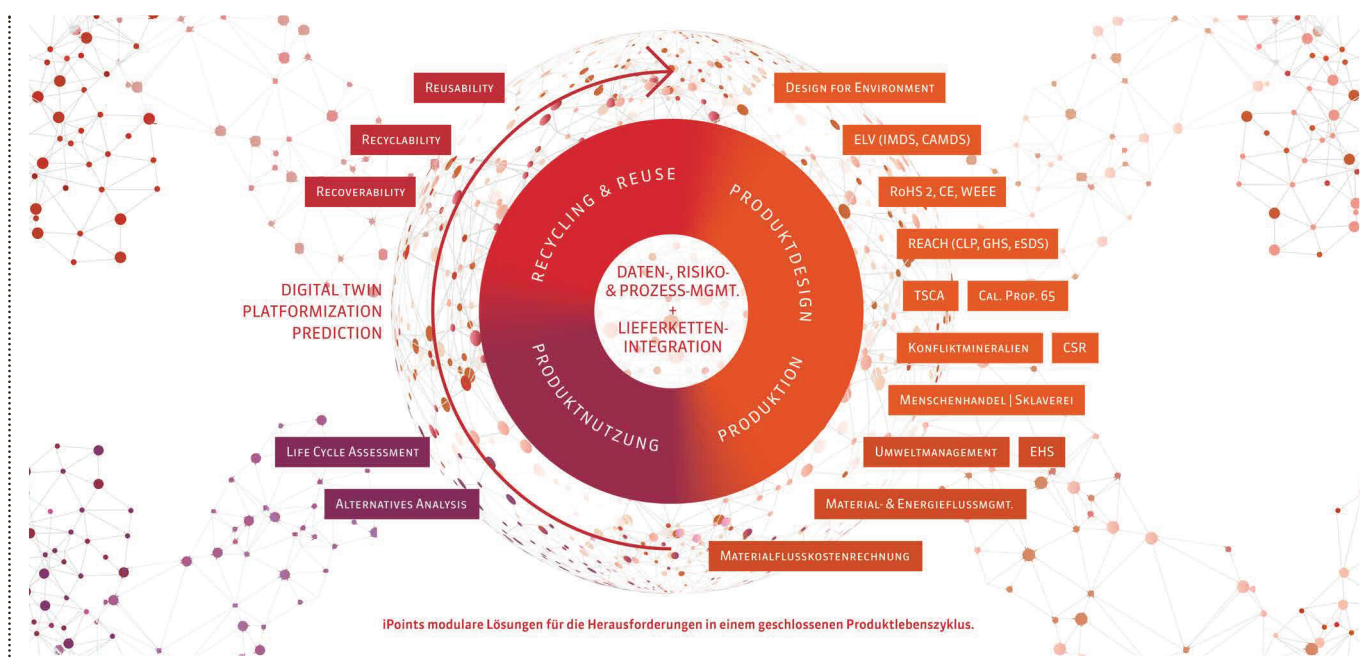 Reusability
Recyclability
Recoverability
DIGITAL TWIN
PLATFORMIZATION
PREDICTION
Life Cycle Assessment
Alternatives Analysis
RECYCLING & REUSE
PRODUKTDESIGN
PRODUKTION
PRODUKTNUTZUNG
DATEN-, RISIKO-
& PROZESS-MGMT.
+
LIEFERKETTEN-
INTEGRATION
Design for Environment
ELV (IMDS, CAMDS)
RoHS 2, CE, WEEE
REACH (CLP, GHS, eSDS)
TSCA
Cal. Prop. 65
Konfliktmineralien
CSR
Menschenhandel | Sklaverei
Umweltmanagement
EHS
Material- & Energieflussmgmt.
Materialflusskostenrechnung
iPoints modulare Lösungen für die Herausforderungen in einem geschlossenen Produktlebenszyklus.